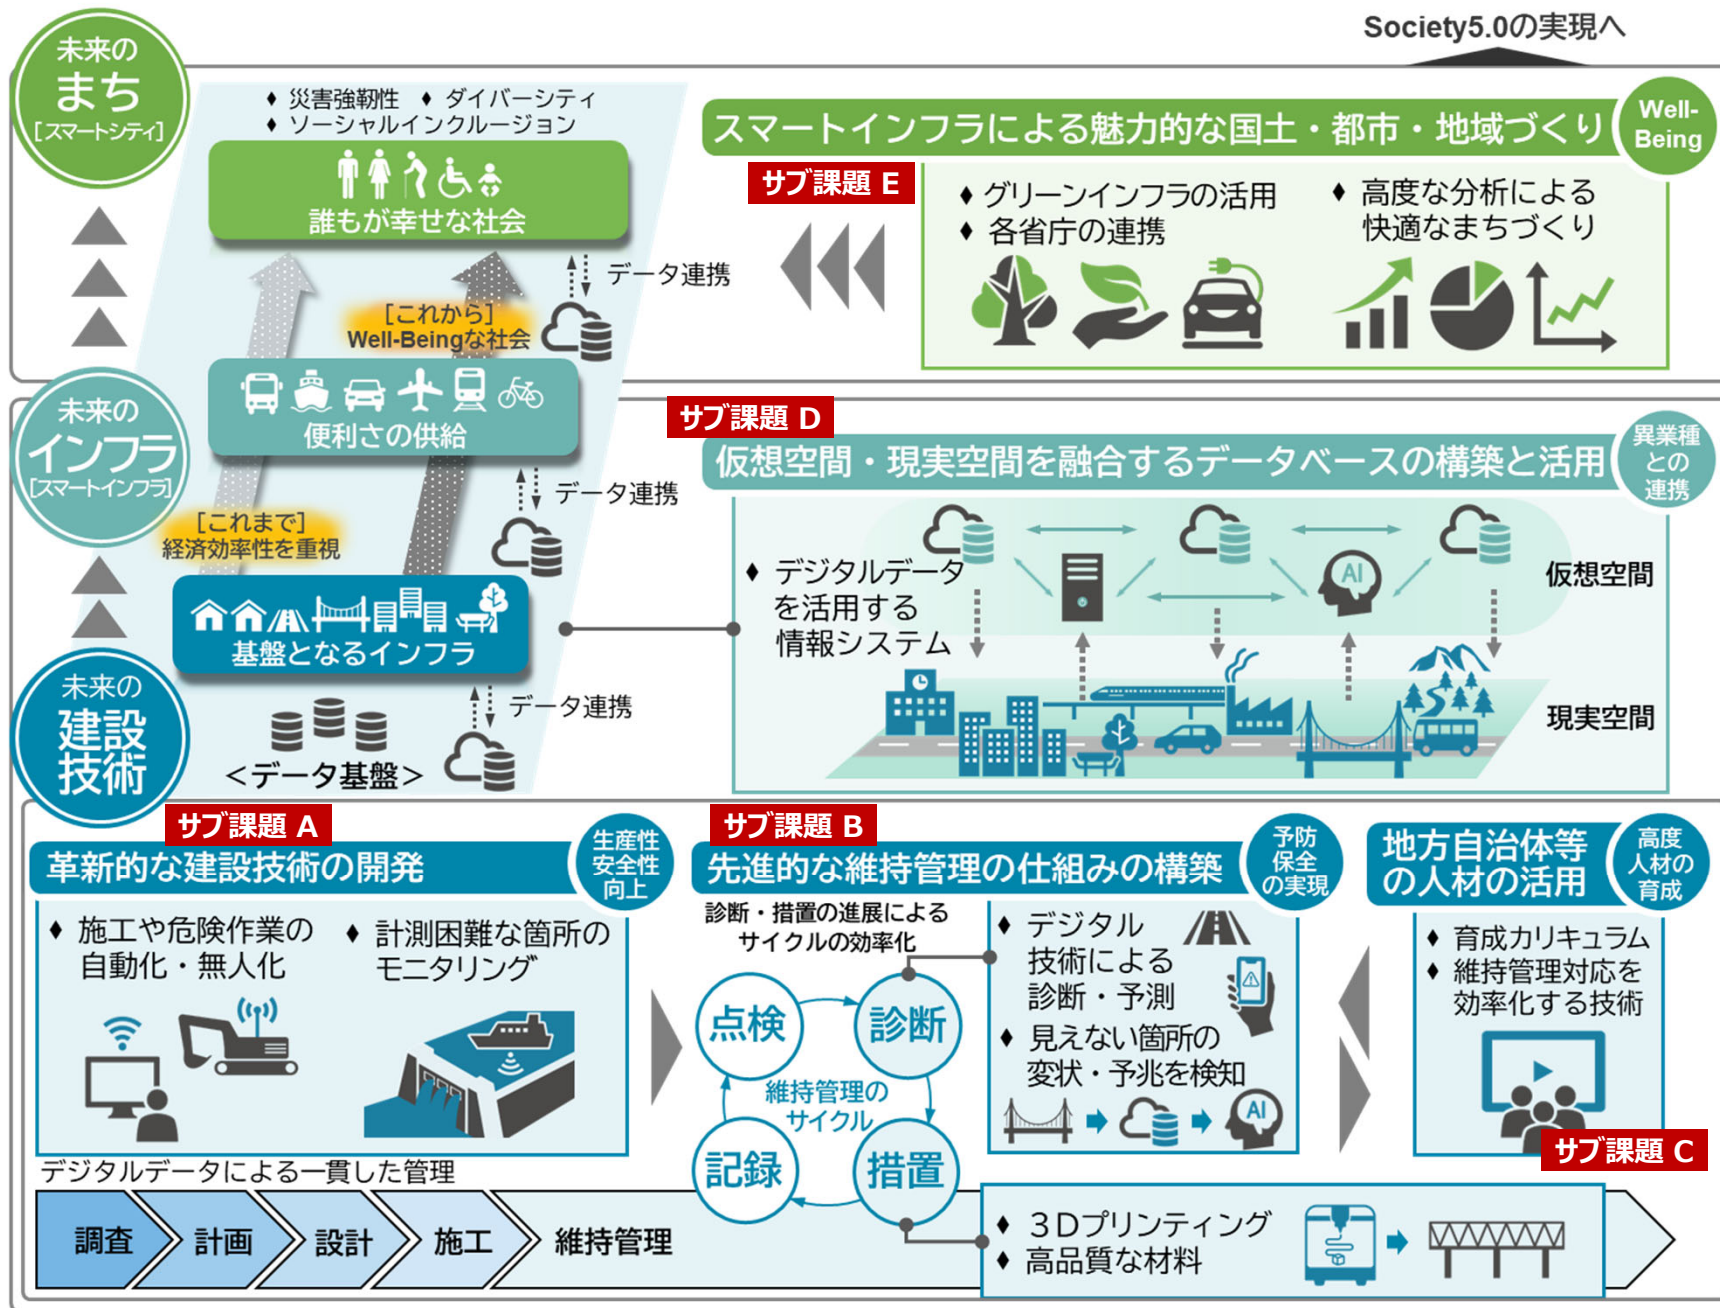 Society5.0の実現へ
未来の
まち
[スマートシティ]
♦ 災害強靭性 ♦ ダイバーシティ
♦ ソーシャルインクルージョン
誰もが幸せな社会
データ連携
[これから]
Well-Beingな社会
スマートインフラによる魅力的な国土・都市・地域づくり
Well-
Being
サブ課題 E
♦ グリーンインフラの活用
♦ 各省庁の連携
♦ 高度な分析による
快適なまちづくり
未来の
インフラ
[スマートインフラ]
便利さの供給
データ連携
[これまで]
経済効率性を重視
基盤となるインフラ
サブ課題 D
仮想空間・現実空間を融合するデータベースの構築と活用
異業種
との
連携
♦ デジタルデータ
を活用する
情報システム
AI
仮想空間
現実空間
未来の
建設
技術
データ連携
<データ基盤>
サブ課題 A
革新的な建設技術の開発
生産性
安全性
向上
♦ 施工や危険作業の
自動化・無人化
♦ 計測困難な箇所の
モニタリング
サブ課題 B
先進的な維持管理の仕組みの構築
予防
保全
の実現
診断・措置の進展による
サイクルの効率化
点検
診断
維持管理の
サイクル
記録
措置
♦ デジタル
技術による
診断・予測
♦ 見えない箇所の
変状・予兆を検知
AI
地方自治体等
の人材の活用
高度
人材の
育成
♦ 育成カリキュラム
♦ 維持管理対応を
効率化する技術
サブ課題 C
デジタルデータによる一貫した管理
調査
計画
設計
施工
維持管理
♦ 3Dプリンティング
♦ 高品質な材料